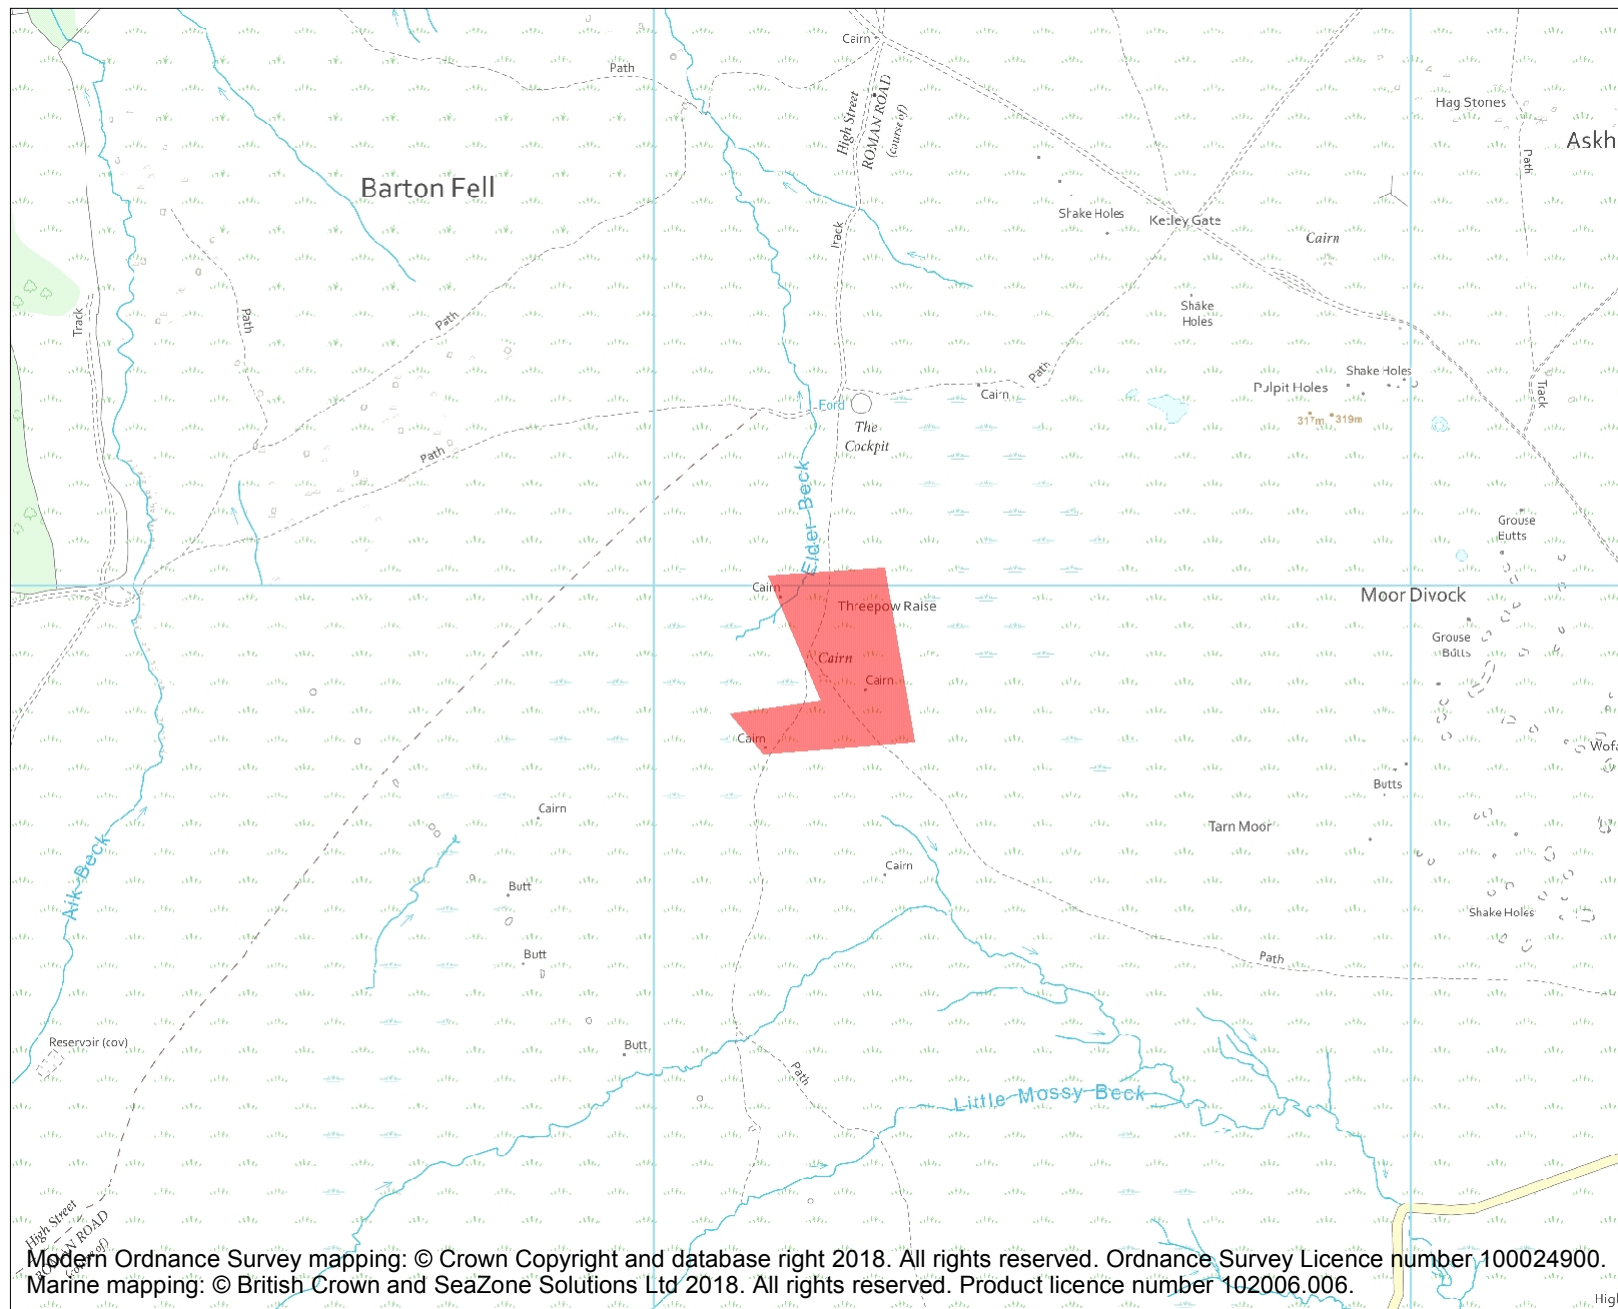 Cairn
Path
High Street
ROMAN ROAD
(course of)
Hag Stones
Askh
Path
Barton Fell
Shake Holes
Ketley Gate
Track
Cairn
Track
Path
Path
Shake
Holes
Path
Cairn
Shake Holes
Pulpit Holes
Track
317m
319m
Ford
The
Cockpit
Path
Elder Beck
Grouse
Butts
Cairn
Threepow Raise
Moor Divock
Grouse
Butts
Cairn
Cairn
Cairn
Butts
Cairn
Tarn Moor
Aik Beck
Butt
Cairn
Shake Holes
Butt
Path
Reservoir (cov)
Butt
Path
Little Mossy Beck
High Street
ROMAN ROAD
Modern Ordnance Survey mapping: © Crown Copyright and database right 2018. All rights reserved. Ordnance Survey Licence number 100024900.
Marine mapping: © British Crown and SeaZone Solutions Ltd 2018. All rights reserved. Product licence number 102006.006.
High